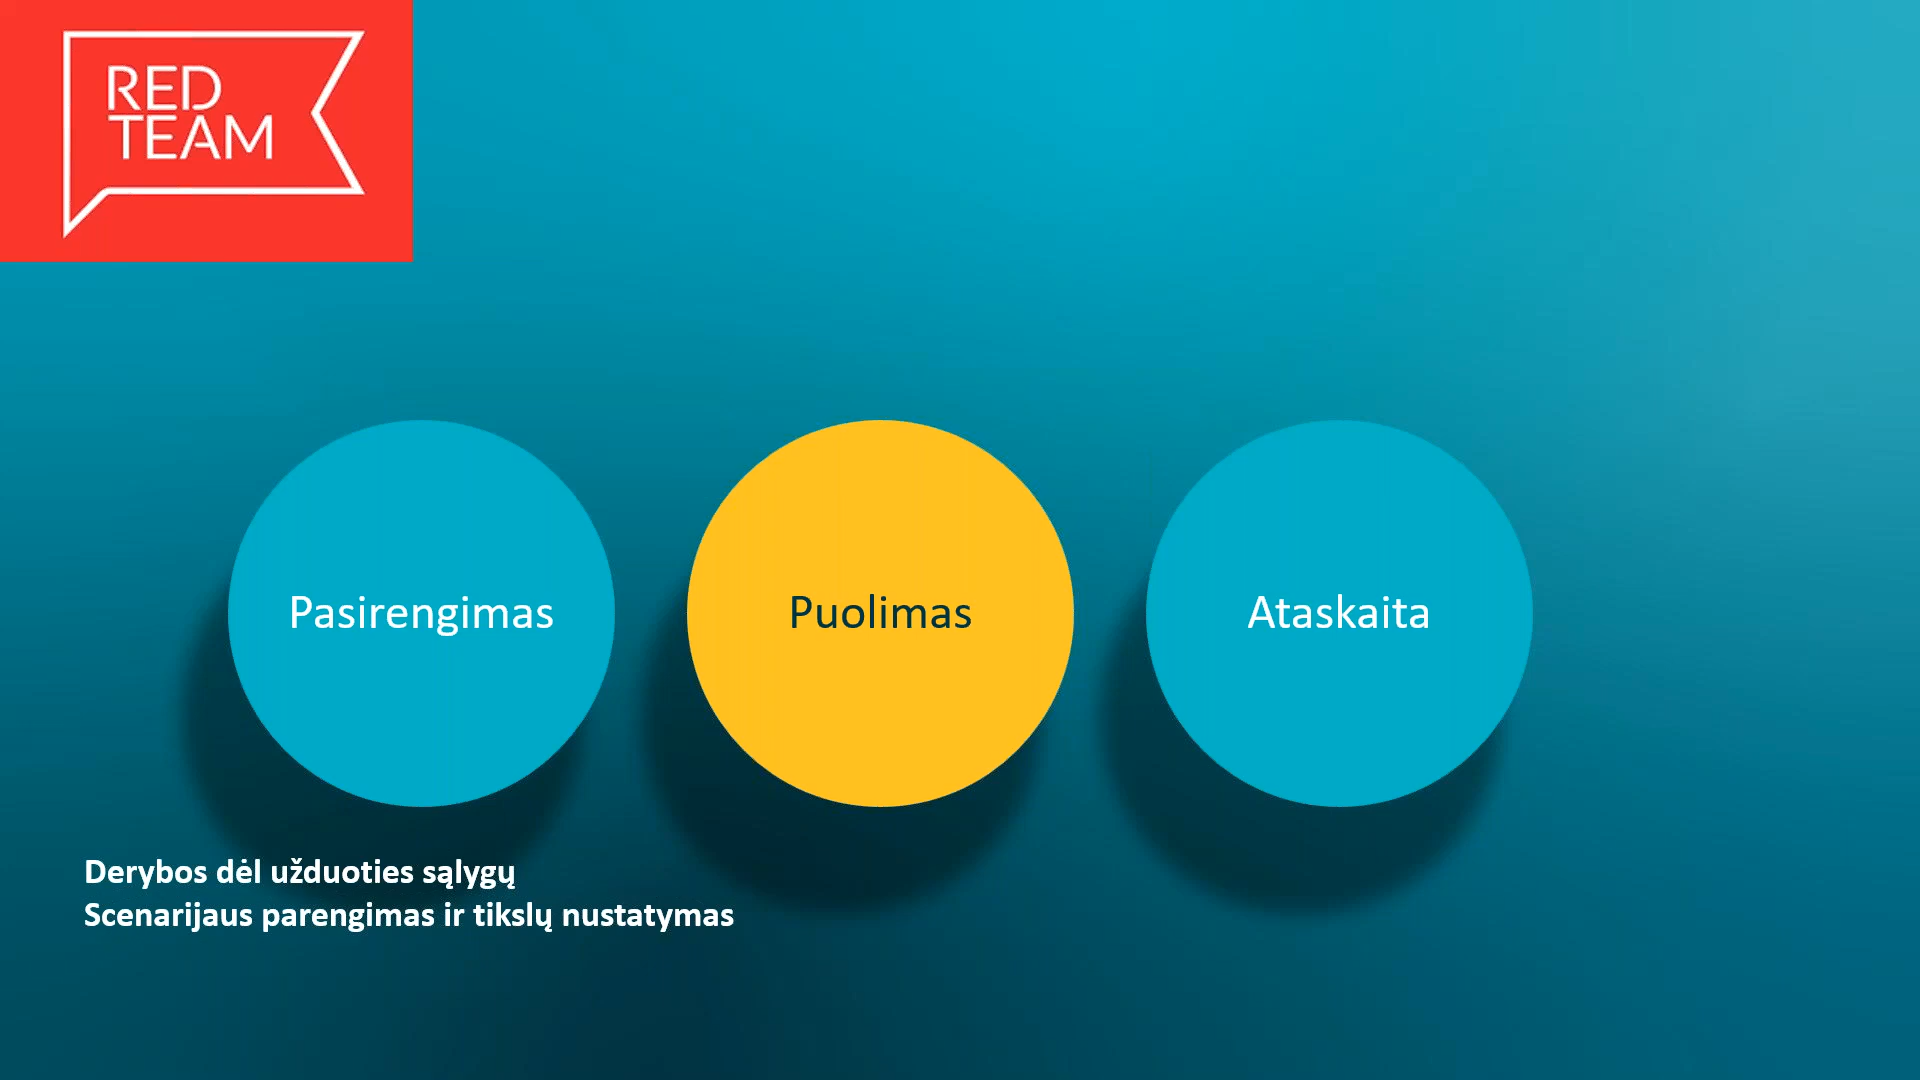 RED
TEAM
Pasirengimas
Puolimas
Ataskaita
Derybos dėl užduoties sąlygų
Scenarijaus parengimas ir tikslų nustatymas